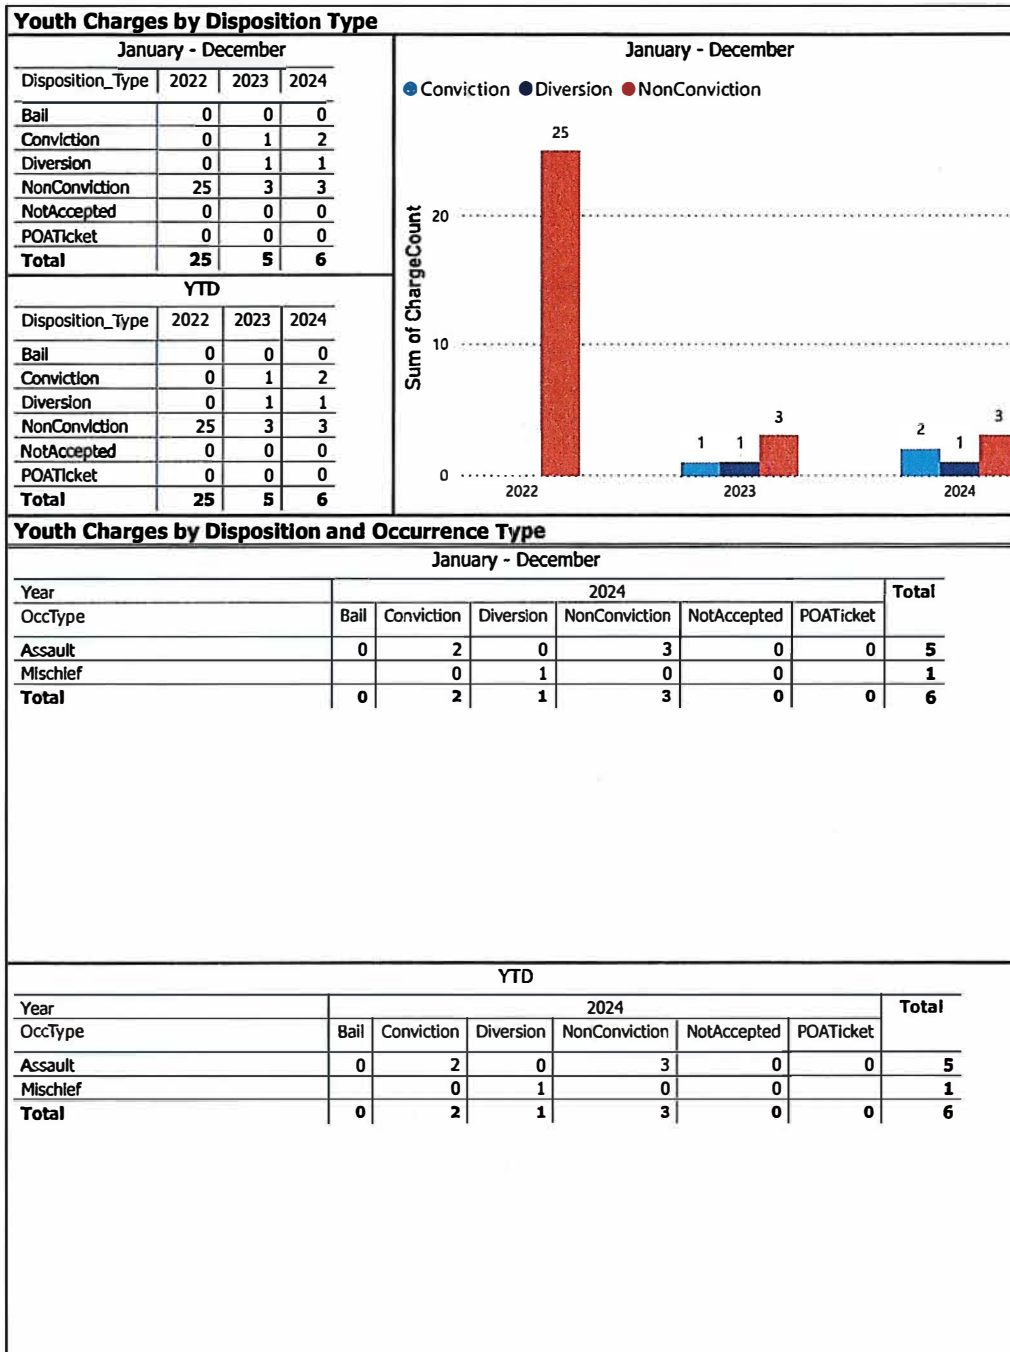 Youth Charges by Disposition Type
January - December
Disposition_Type 2022 2023 2024
Bail 0 0 0
Conviction 0 1 2
Diversion 0 1 1
NonConviction 25 3 3
NotAccepted 0 0 0
POATicket 0 0 0
Total 25 5 6
YTD
Disposition_Type 2022 2023 2024
Bail 0 0 0
Conviction 0 1 2
Diversion 0 1 1
NonConviction 25 3 3
NotAccepted 0 0 0
POATicket 0 0 0
Total 25 5 6
January - December
Conviction Diversion NonConviction
Sum of ChargeCount
25
20
10
1 1 3
2 1 3
0
2022 2023 2024
Youth Charges by Disposition and Occurrence Type
January - December
Year 2024 Total
OccType Bail Conviction Diversion NonConviction NotAccepted POATicket
Assault 0 2 0 3 0 0 5
Mischief 0 1 0 0 1
Total 0 2 1 3 0 0 6
YTD
Year 2024 Total
OccType Bail Conviction Diversion NonConviction NotAccepted POATicket
Assault 0 2 0 3 0 0 5
Mischief 0 1 0 0 1
Total 0 2 1 3 0 0 6